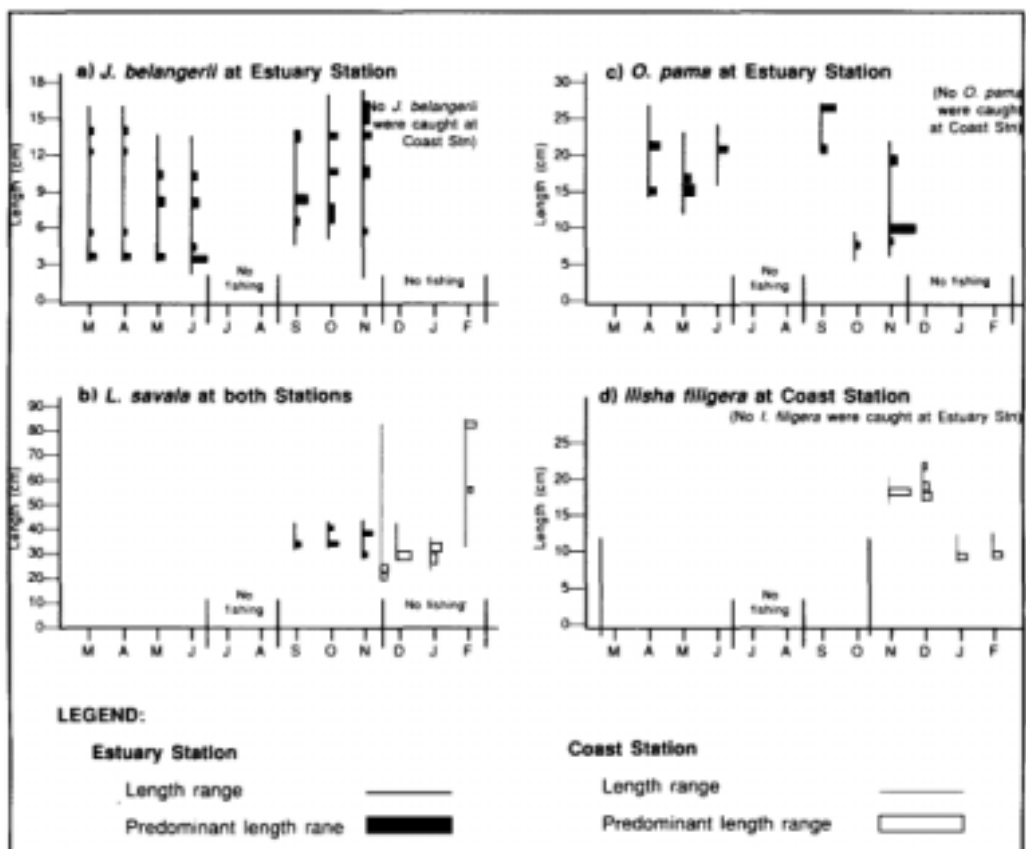 a) J. belangerii at Estuary Station
18
15
12
9
6
3
0
Length (cm)
No J. belangerii
were caught at
Coast Stn)
No
fishing
No fishing
M A M J J A S O N D J F
c) O. pama at Estuary Station
30
25
20
15
10
5
0
Length (cm)
(No O. pama
were caught
at Coast Stn)
No
fishing
No fishing
M A M J J A S O N D J F
b) L. savala at both Stations
90
80
70
60
50
40
30
20
10
0
Length (cm)
No
fishing
No fishing
M A M J J A S O N D J F
d) Ilisha filigera at Coast Station
(No I. filigera were caught at Estuary Stn)
25
20
15
10
5
0
Length (cm)
No
fishing
M A M J J A S O N D J F
LEGEND:
Estuary Station
Length range
Predominant length rane
Coast Station
Length range
Predominant length range